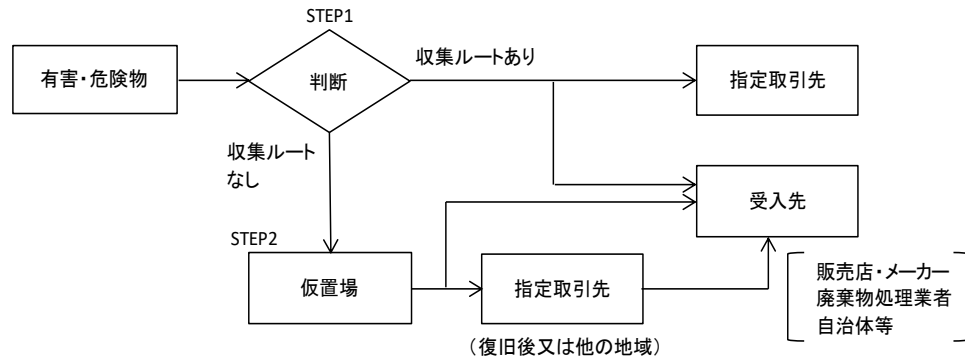 STEP1
有害・危険物
判断
収集ルートあり
指定取引先
収集ルート
なし
受入先
STEP2
仮置場
指定取引先
販売店・メーカー
廃棄物処理業者
自治体等
（復旧後又は他の地域）